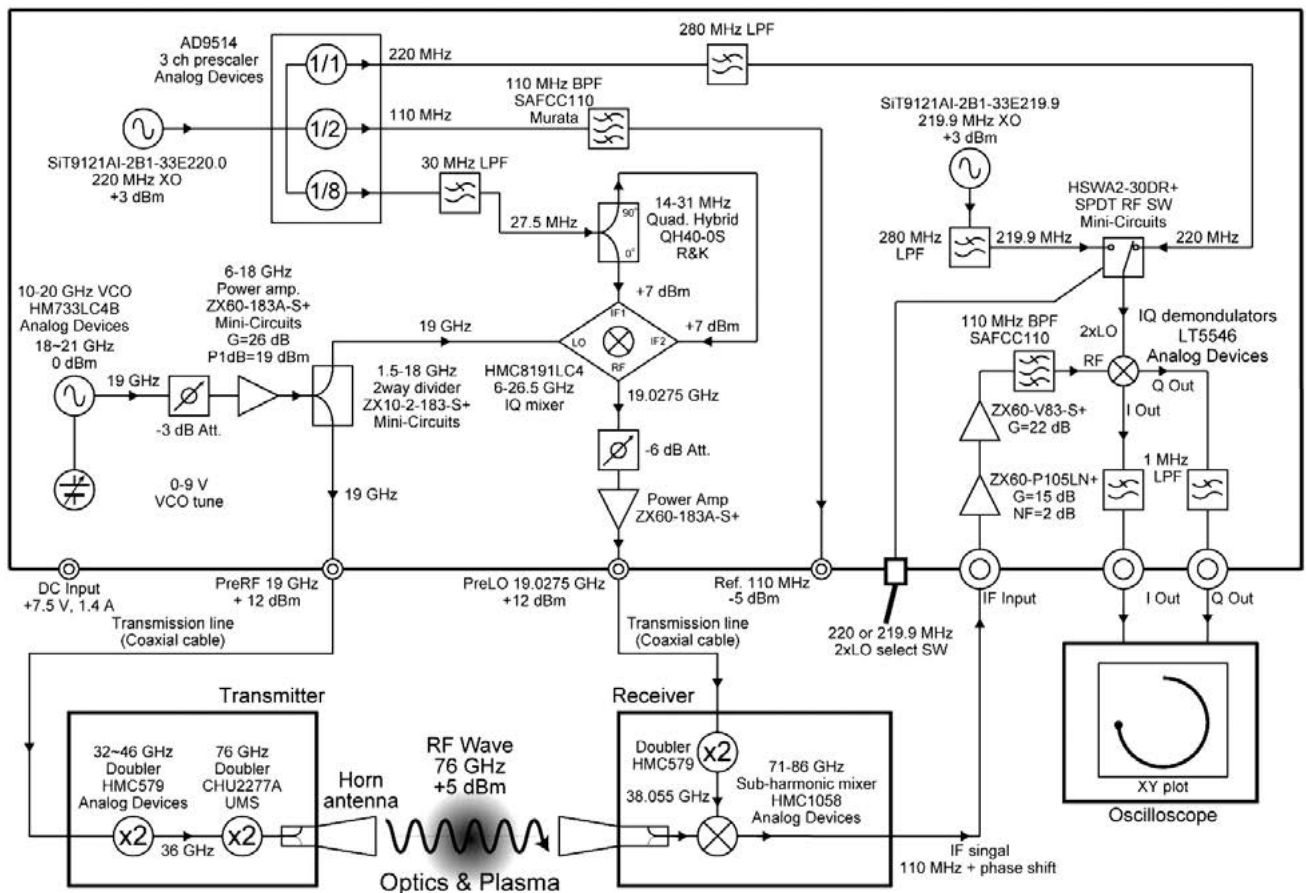 AD9514
3 ch prescaler
Analog Devices
1/1
1/2
1/8
220 MHz
110 MHz
SiT9121AI-2B1-33E220.0
220 MHz XO
+3 dBm
280 MHz LPF
110 MHz BPF
SAFCC110
Murata
30 MHz LPF
27.5 MHz
90°
0°
14-31 MHz
Quad. Hybrid
QH40-0S
R&K
SiT9121AI-2B1-33E219.9
219.9 MHz XO
+3 dBm
280 MHz
LPF
219.9 MHz
HSWA2-30DR+
SPDT RF SW
Mini-Circuits
220 MHz
10-20 GHz VCO
HM733LC4B
Analog Devices
18~21 GHz
0 dBm
19 GHz
-3 dB Att.
0-9 V
VCO tune
6-18 GHz
Power amp.
ZX60-183A-S+
Mini-Circuits
G=26 dB
P1dB=19 dBm
19 GHz
1.5-18 GHz
2way divider
ZX10-2-183-S+
Mini-Circuits
19 GHz
+7 dBm
+7 dBm
IF1
LO
IF2
RF
HMC8191LC4
6-26.5 GHz
IQ mixer
19.0275 GHz
-6 dB Att.
Power Amp
ZX60-183A-S+
2xLO
IQ demondulators
LT5546
Analog Devices
110 MHz BPF
SAFCC110
RF
Q Out
I Out
ZX60-V83-S+
G=22 dB
ZX60-P105LN+
G=15 dB
NF=2 dB
1 MHz
LPF
DC Input
+7.5 V, 1.4 A
PreRF 19 GHz
+ 12 dBm
PreLO 19.0275 GHz
+12 dBm
Ref. 110 MHz
-5 dBm
IF Input
I Out
Q Out
Transmission line
(Coaxial cable)
Transmission line
(Coaxial cable)
220 or 219.9 MHz
2xLO select SW
Transmitter
32~46 GHz
Doubler
HMC579
Analog Devices
x2
36 GHz
76 GHz
Doubler
CHU2277A
UMS
x2
Horn
antenna
RF Wave
76 GHz
+5 dBm
Optics & Plasma
Receiver
Doubler
HMC579
x2
38.055 GHz
71-86 GHz
Sub-harmonic mixer
HMC1058
Analog Devices
IF singal
110 MHz + phase shift
XY plot
Oscilloscope